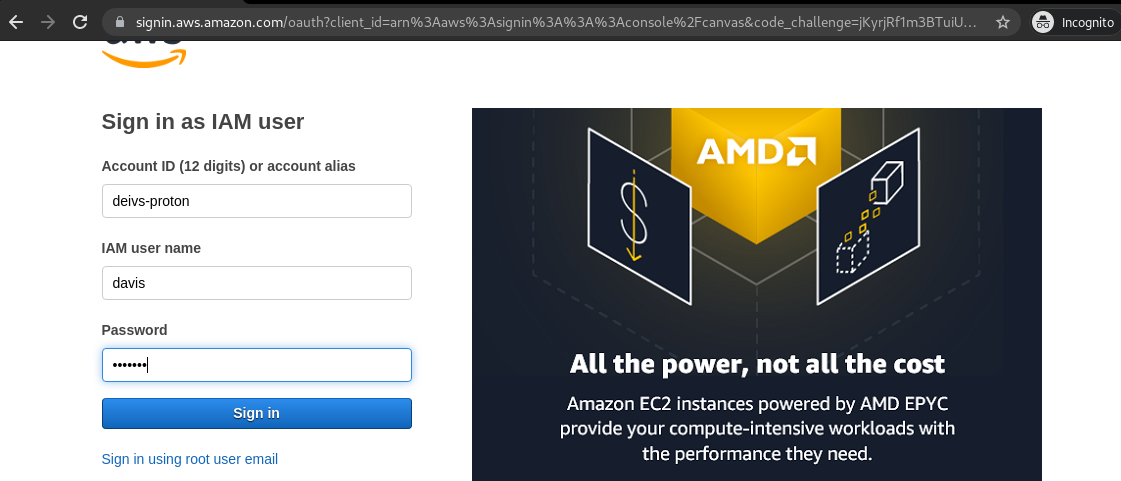 signin.aws.amazon.com/oauth?client_id=arn%3Aaws%3Asignin%3A%3A%3Aconsole%2Fcanvas&code_challenge=jKyrjRf1m3BTuiU...
Incognito
aws
Sign in as IAM user
Account ID (12 digits) or account alias
deivs-proton
IAM user name
davis
Password
•••••••
Sign in
Sign in using root user email
AMD
All the power, not all the cost
Amazon EC2 instances powered by AMD EPYC
provide your compute-intensive workloads with
the performance they need.